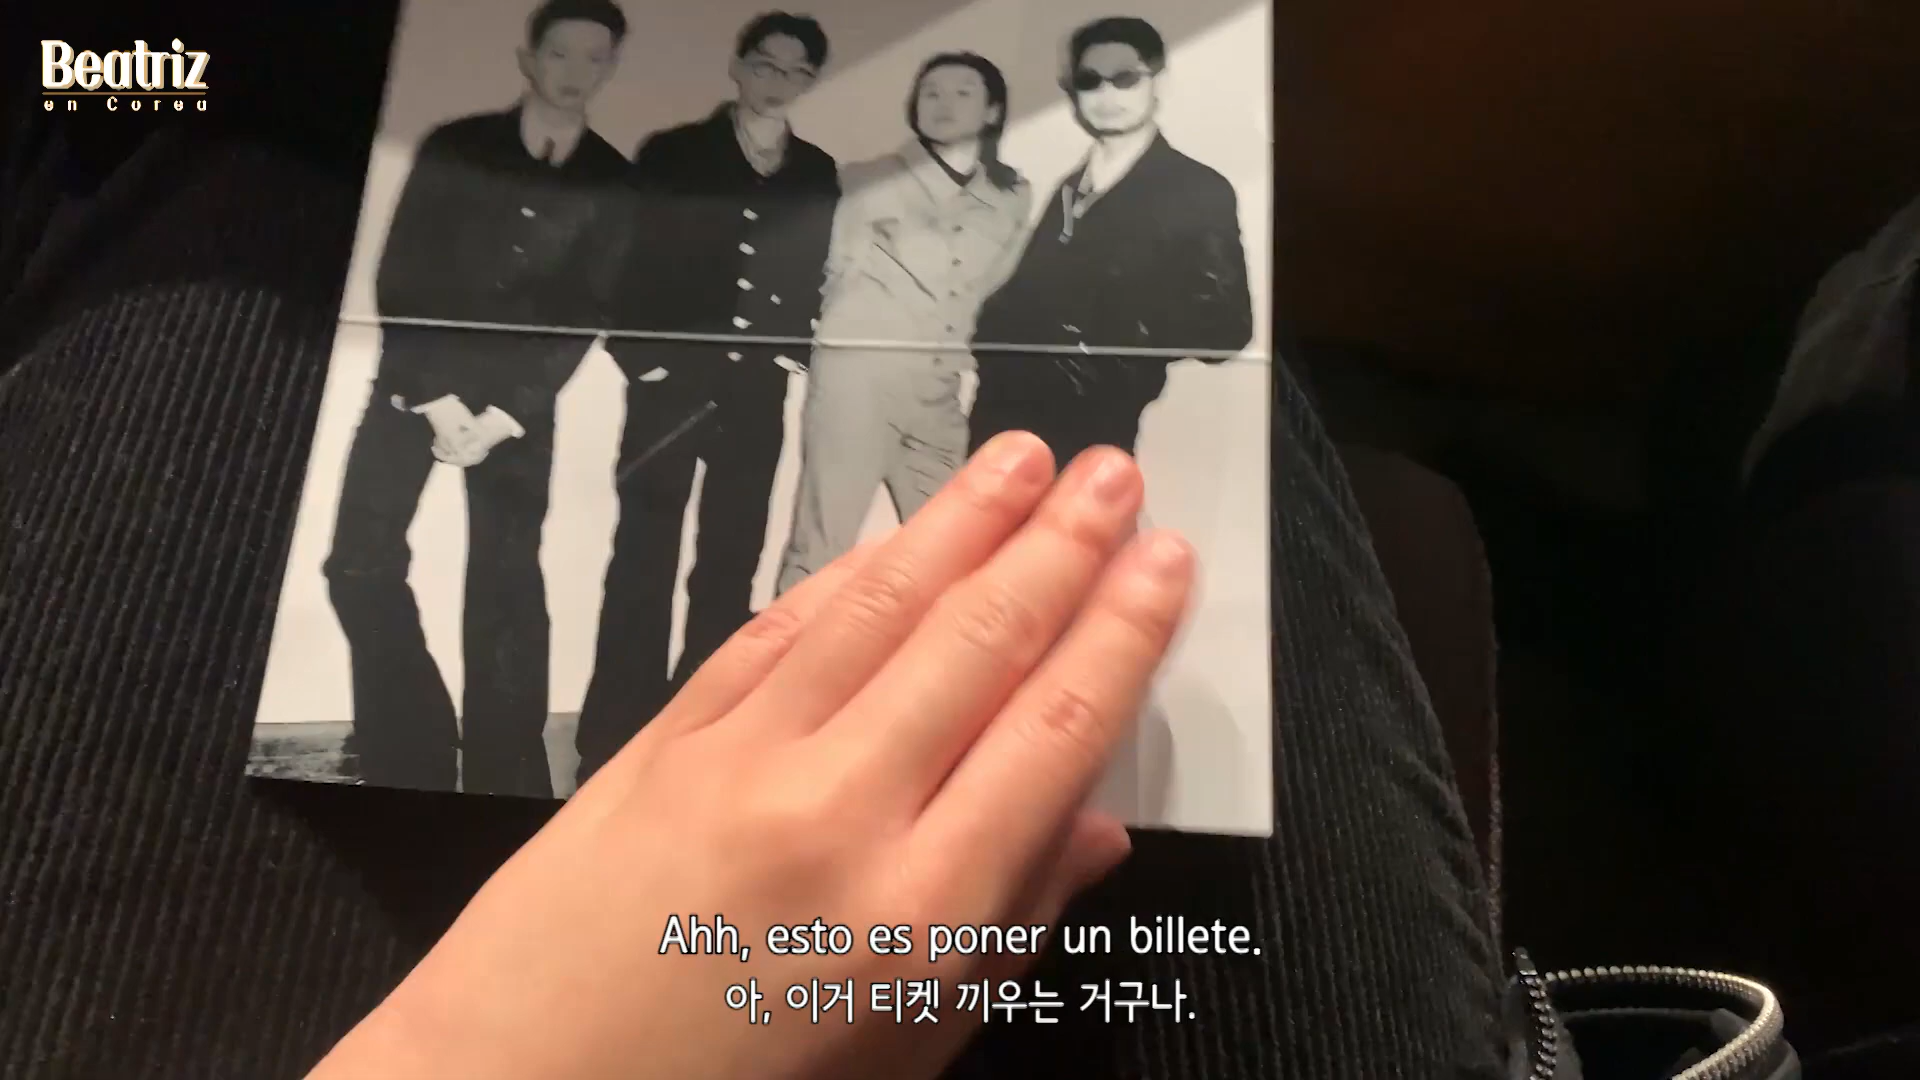 Beatriz
en Corea
Ahh, esto es poner un billete.
아, 이거 티켓 끼우는 거구나.